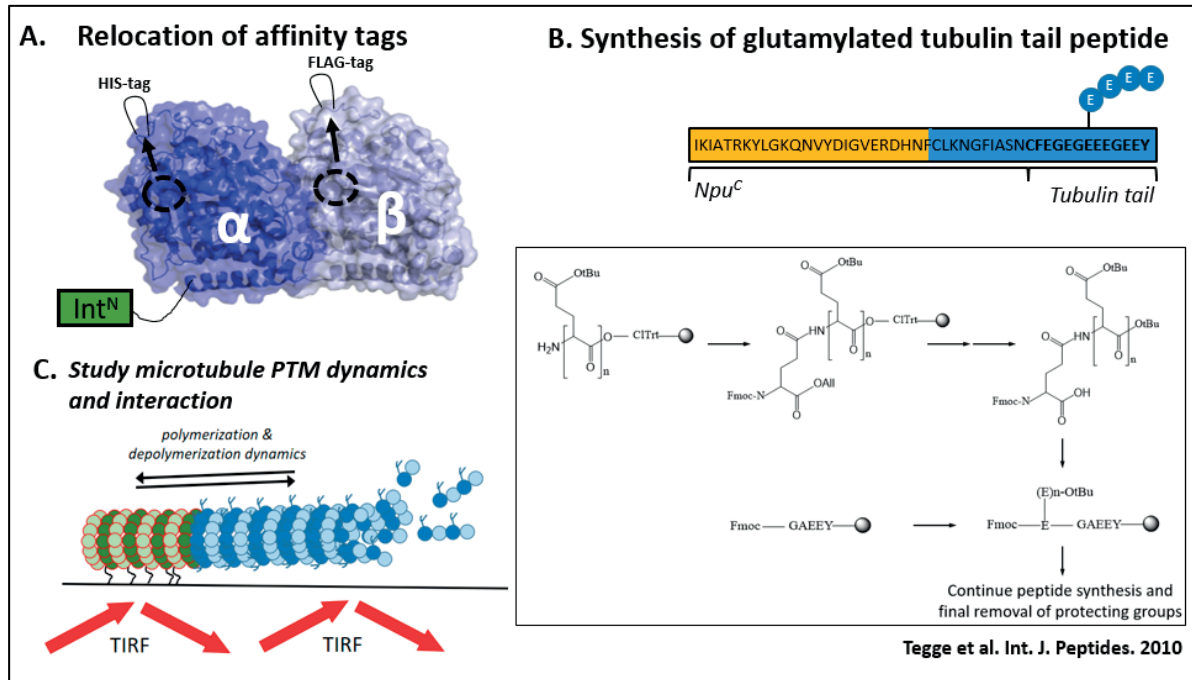 A. Relocation of affinity tags
HIS-tag
FLAG-tag
α
β
Int^N
B. Synthesis of glutamylated tubulin tail peptide
E E E E
IKIATRKYLGKQNVYDIGVERDHNFCLKNGFIASNCFEGEGEEEGEEY
Npu^C
Tubulin tail
O
OtBu
H2N
O
O
n
ClTrt
O
OtBu
O
HN
O
O
n
ClTrt
Fmoc-N
OAll
O
O
OtBu
O
HN
OtBu
O
n
Fmoc-N
OH
O
Fmoc
GAEEY
(E)n-OtBu
Fmoc
E
GAEEY
Continue peptide synthesis and
final removal of protecting groups
Tegge et al. Int. J. Peptides. 2010
C. Study microtubule PTM dynamics
and interaction
polymerization &
depolymerization dynamics
TIRF
TIRF